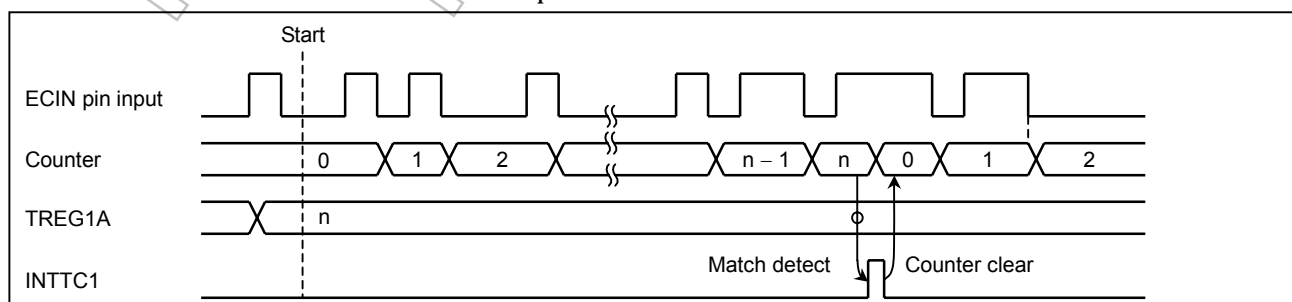 Start
ECIN pin input
Counter
0
1
2
n – 1
n
0
1
2
TREG1A
n
INTTC1
Match detect
Counter clear